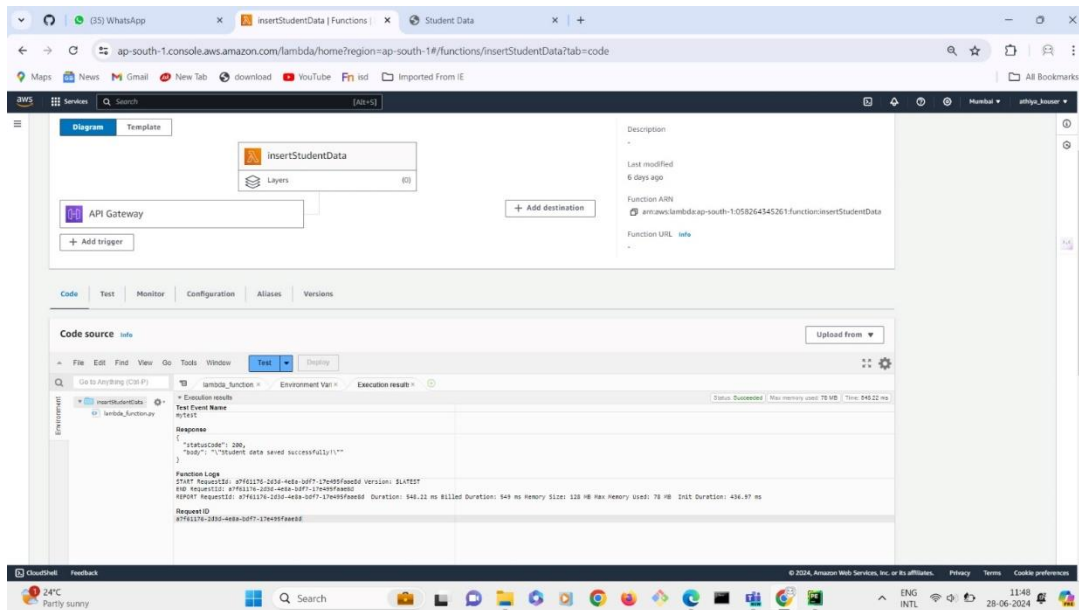 (35) WhatsApp
insertStudentData | Functions |
Student Data
ap-south-1.console.aws.amazon.com/lambda/home?region=ap-south-1#/functions/insertStudentData?tab=code
Maps News Gmail New Tab download YouTube isd Imported From IE All Bookmarks
aws Services Search [Alt+S] Mumbai athiya_kouser
Diagram Template
insertStudentData
Layers (0)
API Gateway
+ Add trigger
+ Add destination
Description
-
Last modified
6 days ago
Function ARN
arn:aws:lambda:ap-south-1:058264345261:function:insertStudentData
Function URL Info
-
Code Test Monitor Configuration Aliases Versions
Code source Info
Upload from
File Edit Find View Go Tools Window Test Deploy
Go to Anything (Ctrl-P)
lambda_function × Environment Vari × Execution results ×
Environment
insertStudentData
lambda_function.py
Execution results
Status: Succeeded Max memory used: 78 MB Time: 548.22 ms
Test Event Name
mytest
Response
{
"statusCode": 200,
"body": "\"Student data saved successfully!\""
}
Function Logs
START RequestId: a7f61176-2d3d-4e8a-bdf7-17e495faae8d Version: $LATEST
END RequestId: a7f61176-2d3d-4e8a-bdf7-17e495faae8d
REPORT RequestId: a7f61176-2d3d-4e8a-bdf7-17e495faae8d Duration: 548.22 ms Billed Duration: 549 ms Memory Size: 128 MB Max Memory Used: 78 MB Init Duration: 436.97 ms
Request ID
a7f61176-2d3d-4e8a-bdf7-17e495faae8d
CloudShell Feedback © 2024, Amazon Web Services, Inc. or its affiliates. Privacy Terms Cookie preferences
24°C
Partly sunny
Search
ENG
INTL
11:48
28-06-2024